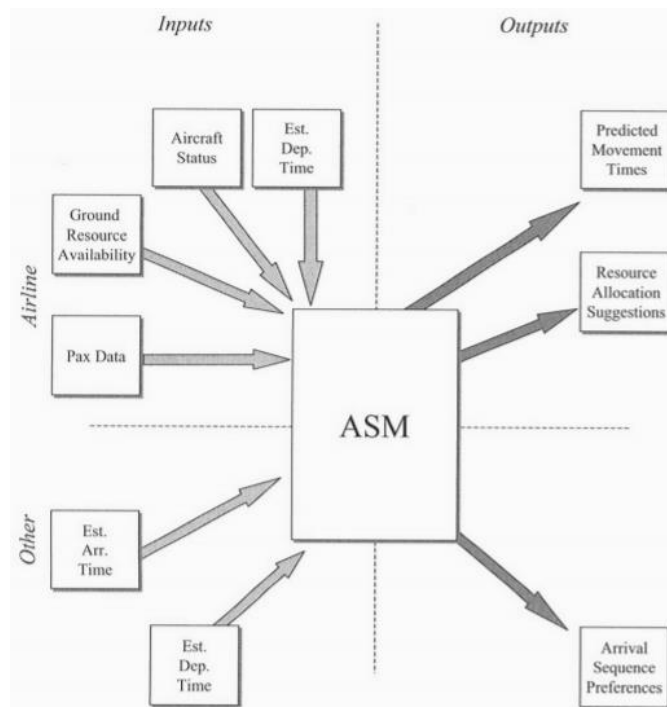 Inputs
Outputs
Aircraft
Status
Est.
Dep.
Time
Predicted
Movement
Times
Ground
Resource
Availability
Resource
Allocation
Suggestions
Airline
Pax Data
ASM
Other
Est.
Arr.
Time
Est.
Dep.
Time
Arrival
Sequence
Preferences